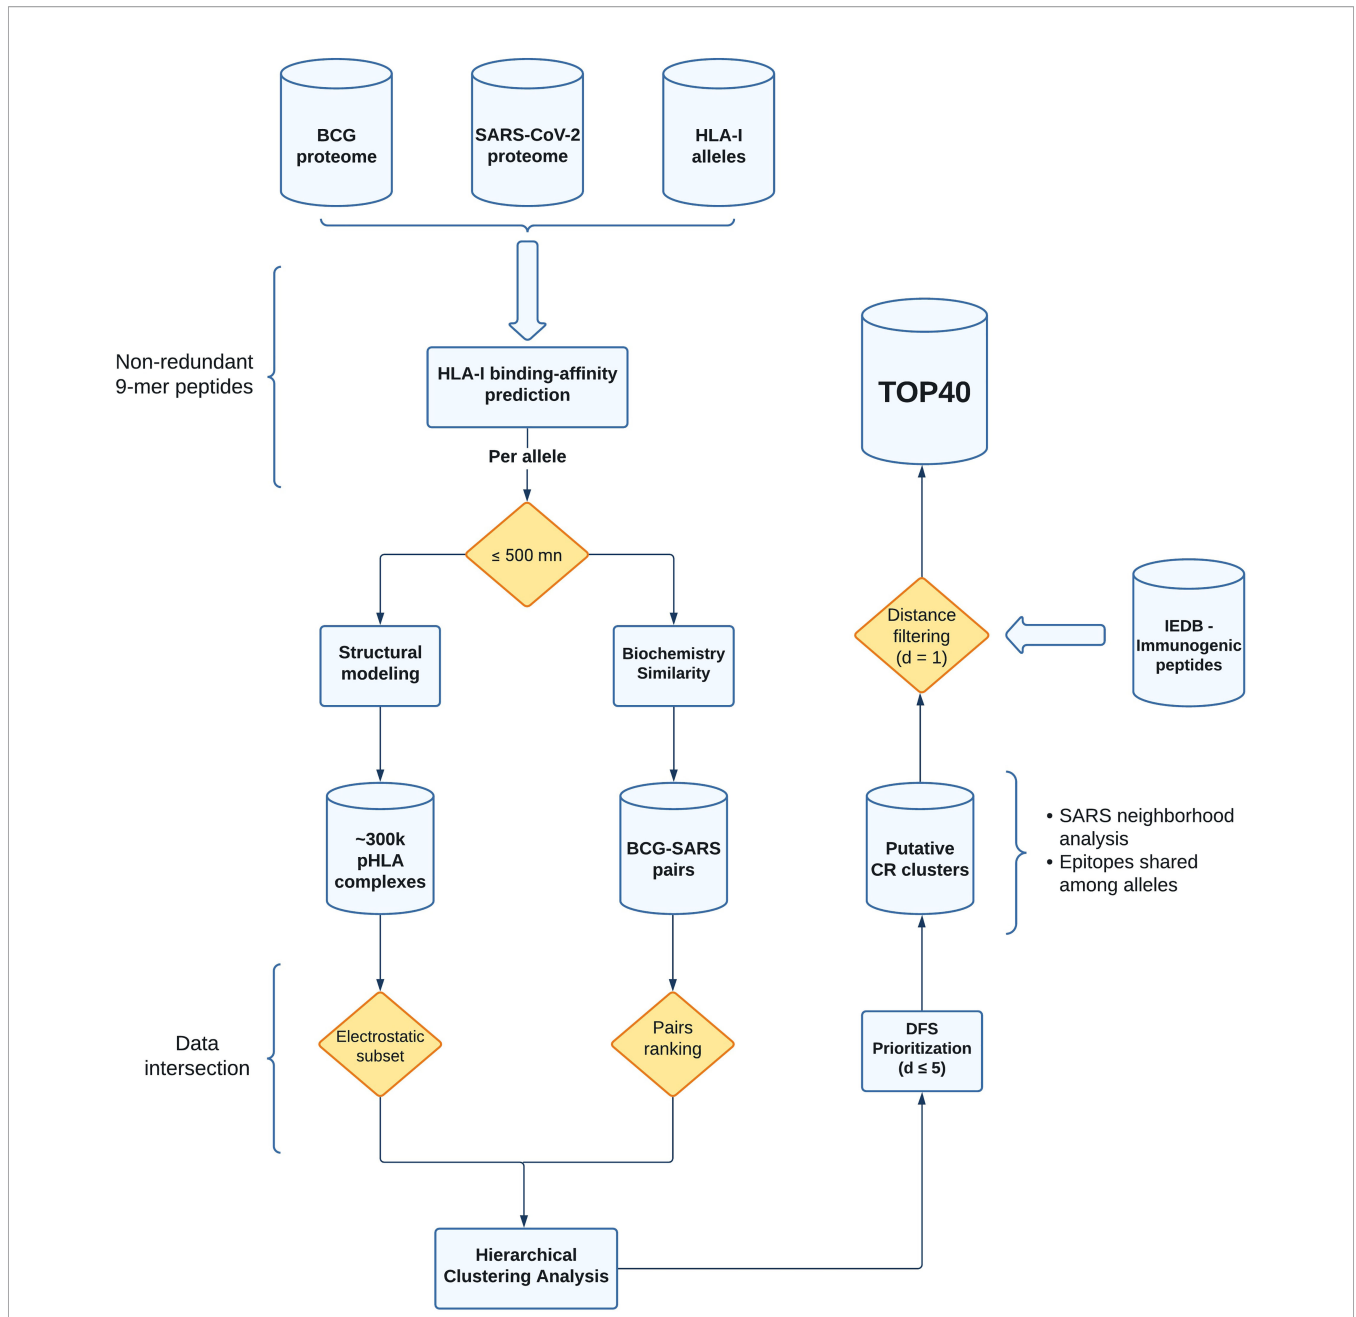 BCG
proteome
SARS-CoV-2
proteome
HLA-I
alleles
Non-redundant
9-mer peptides
HLA-I binding-affinity
prediction
Per allele
≤ 500 mn
Structural
modeling
Biochemistry
Similarity
~300k
pHLA
complexes
BCG-SARS
pairs
Data
intersection
Electrostatic
subset
Pairs
ranking
Hierarchical
Clustering Analysis
DFS
Prioritization
(d ≤ 5)
Putative
CR clusters
• SARS neighborhood
analysis
• Epitopes shared
among alleles
Distance
filtering
(d = 1)
IEDB -
Immunogenic
peptides
TOP40